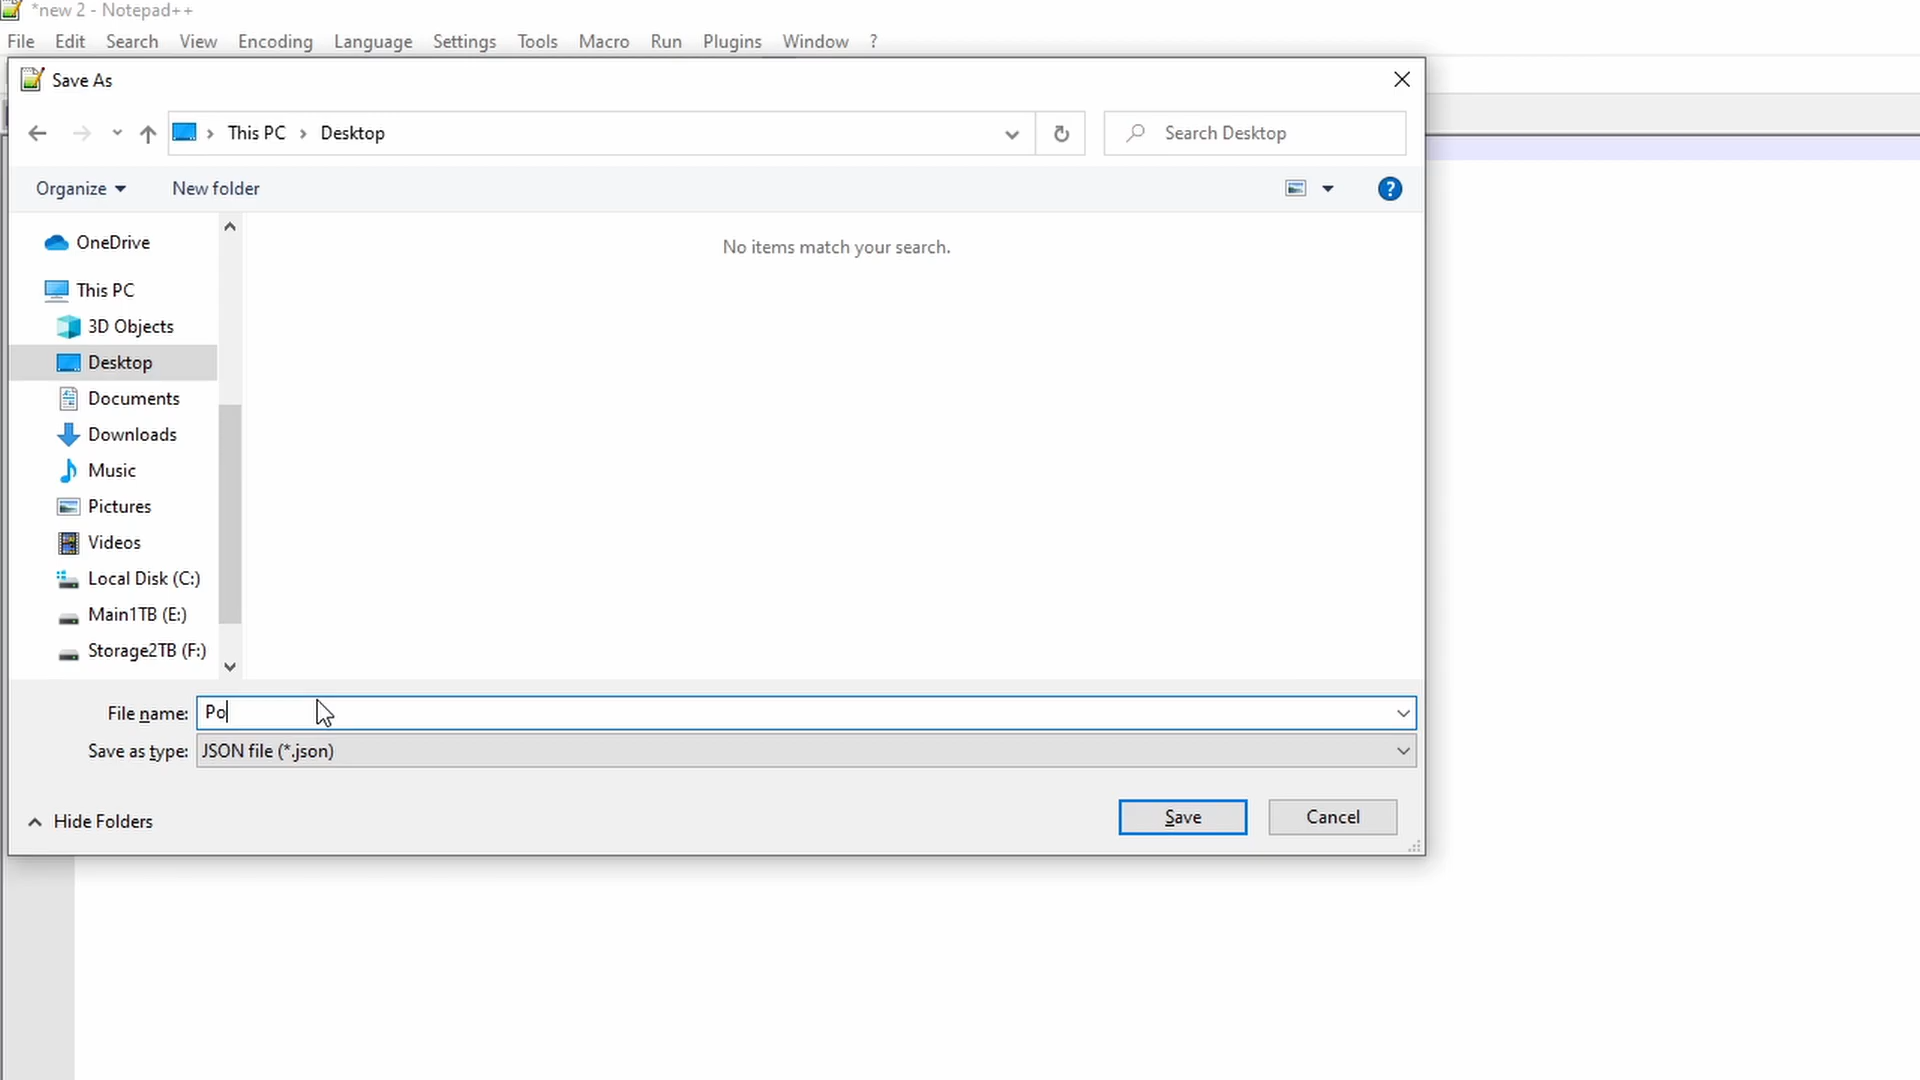 *new 2 - Notepad++
File Edit Search View Encoding Language Settings Tools Macro Run Plugins Window ?
Save As
This PC Desktop
Search Desktop
Organize
New folder
?
No items match your search.
OneDrive
This PC
3D Objects
Desktop
Documents
Downloads
Music
Pictures
Videos
Local Disk (C:)
Main1TB (E:)
Storage2TB (F:)
File name: Po
Save as type: JSON file (*.json)
Hide Folders
Save
Cancel